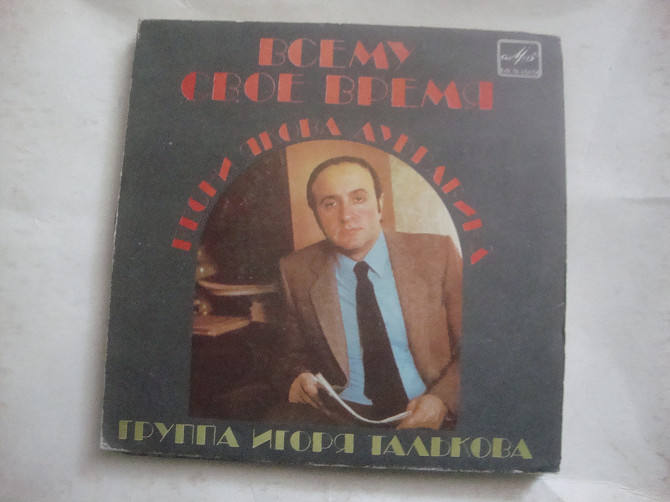 ВСЕМУ
СВОЕ ВРЕМЯ
ПЕСНИ ЯКОВА ДУБРАВИНА
ГРУППА ИГОРЯ ТАЛЬКОВА